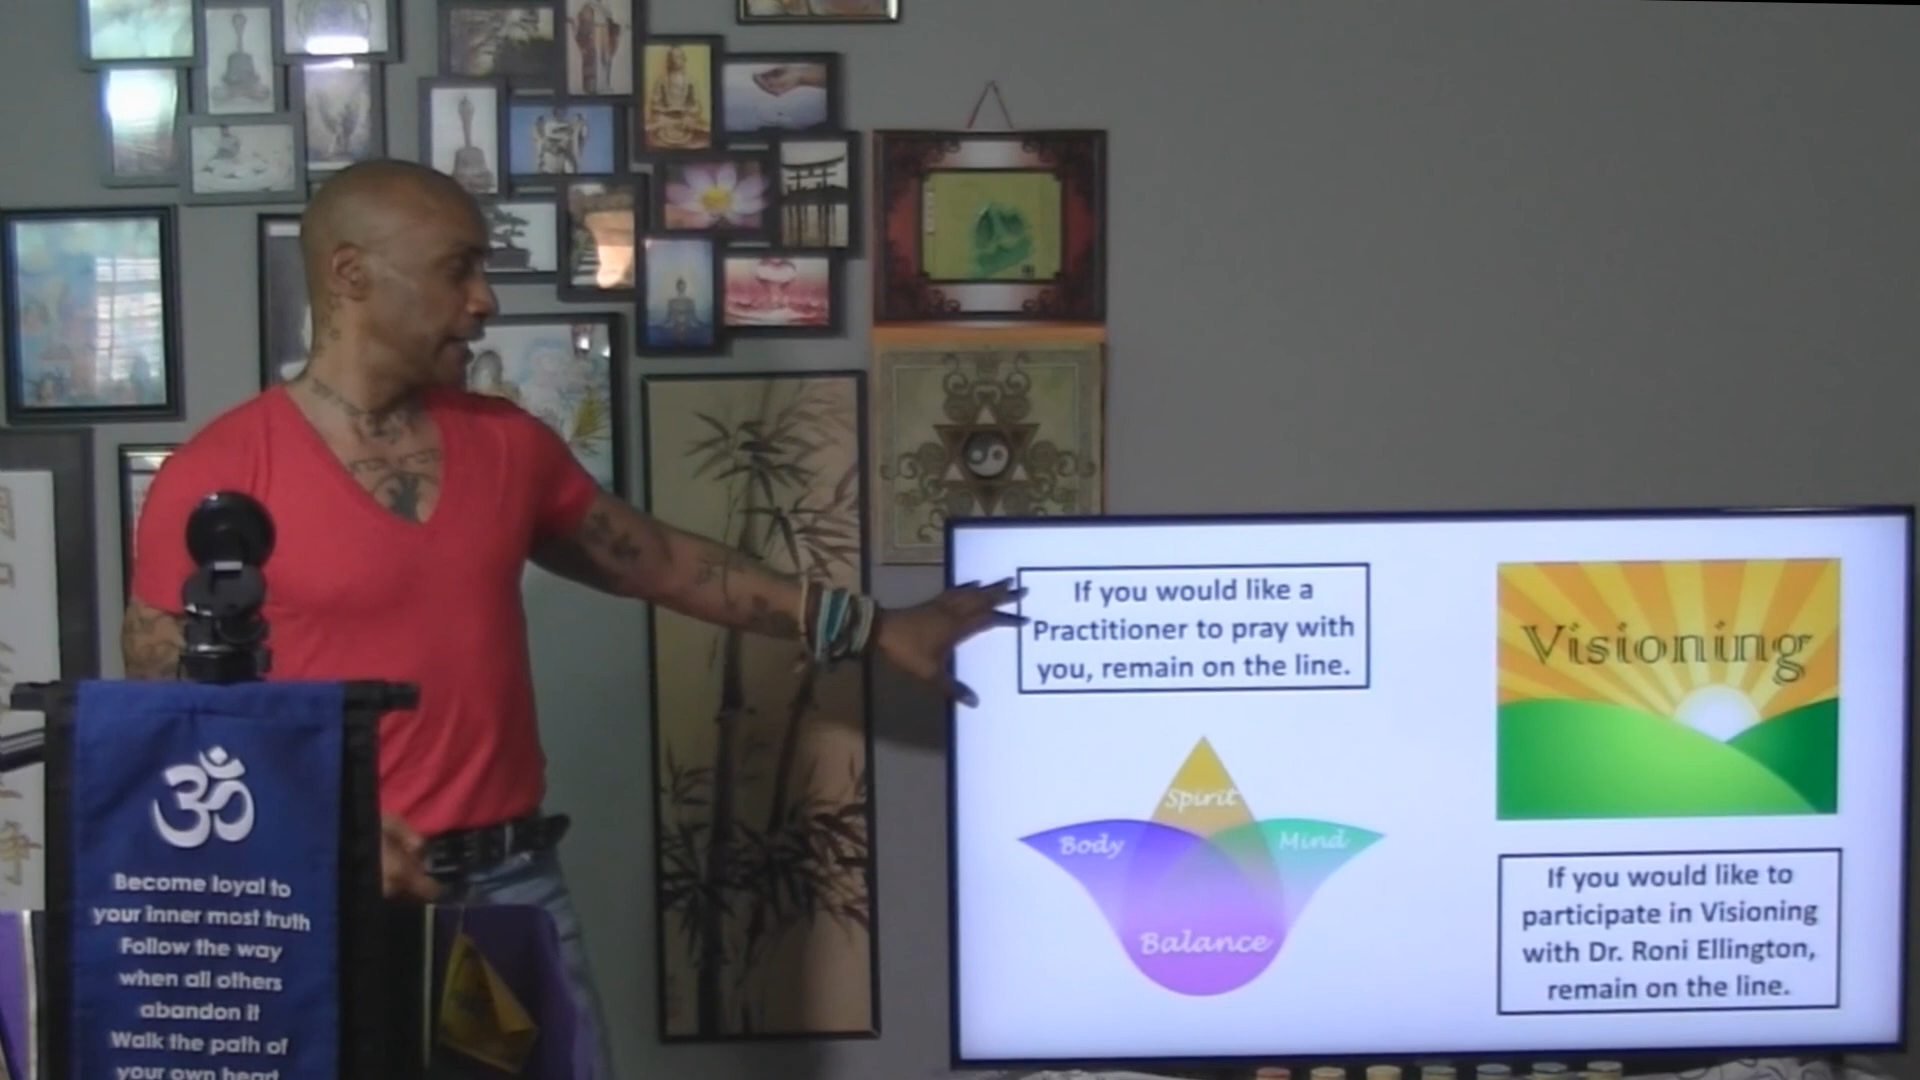 ॐ
Become loyal to
your inner most truth
Follow the way
when all others
abandon it
Walk the path of
your own heart
If you would like a
Practitioner to pray with
you, remain on the line.
Spirit
Body
Mind
Balance
Visioning
If you would like to
participate in Visioning
with Dr. Roni Ellington,
remain on the line.